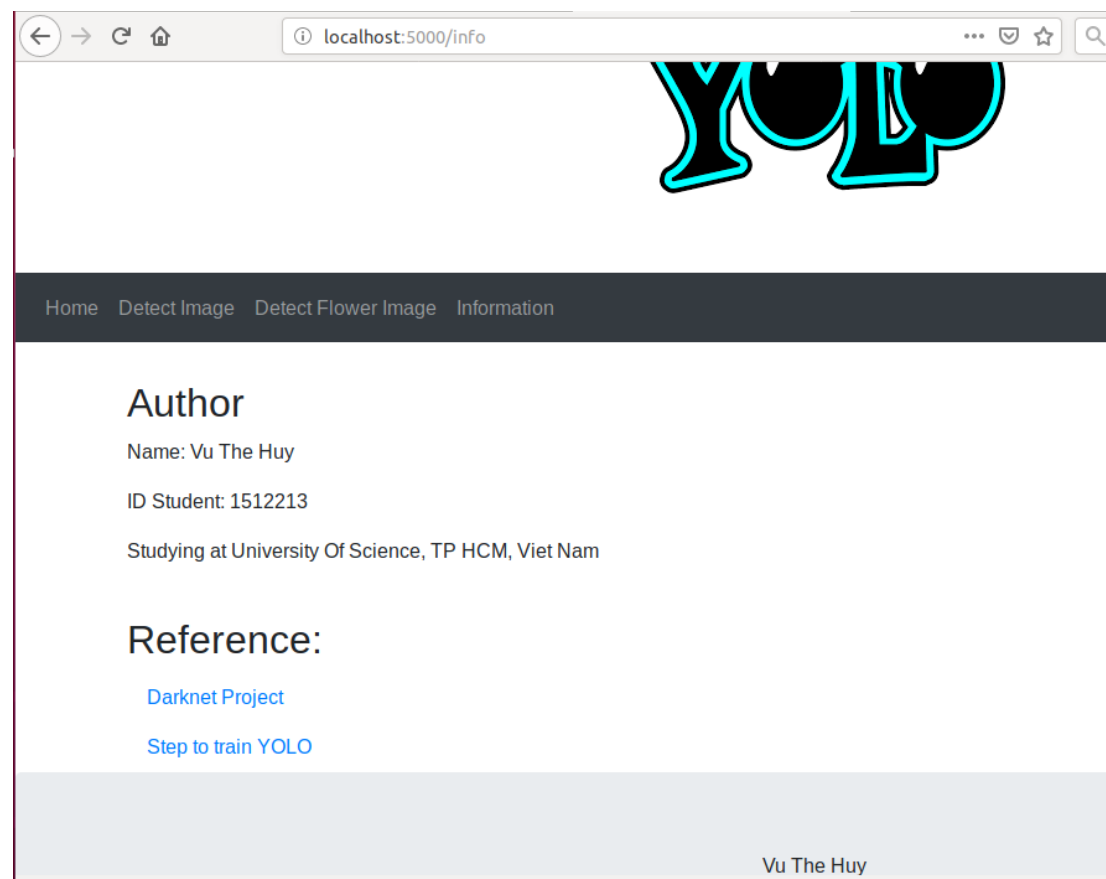 localhost:5000/info
YOLO
Home Detect Image Detect Flower Image Information
Author
Name: Vu The Huy
ID Student: 1512213
Studying at University Of Science, TP HCM, Viet Nam
Reference:
Darknet Project
Step to train YOLO
Vu The Huy